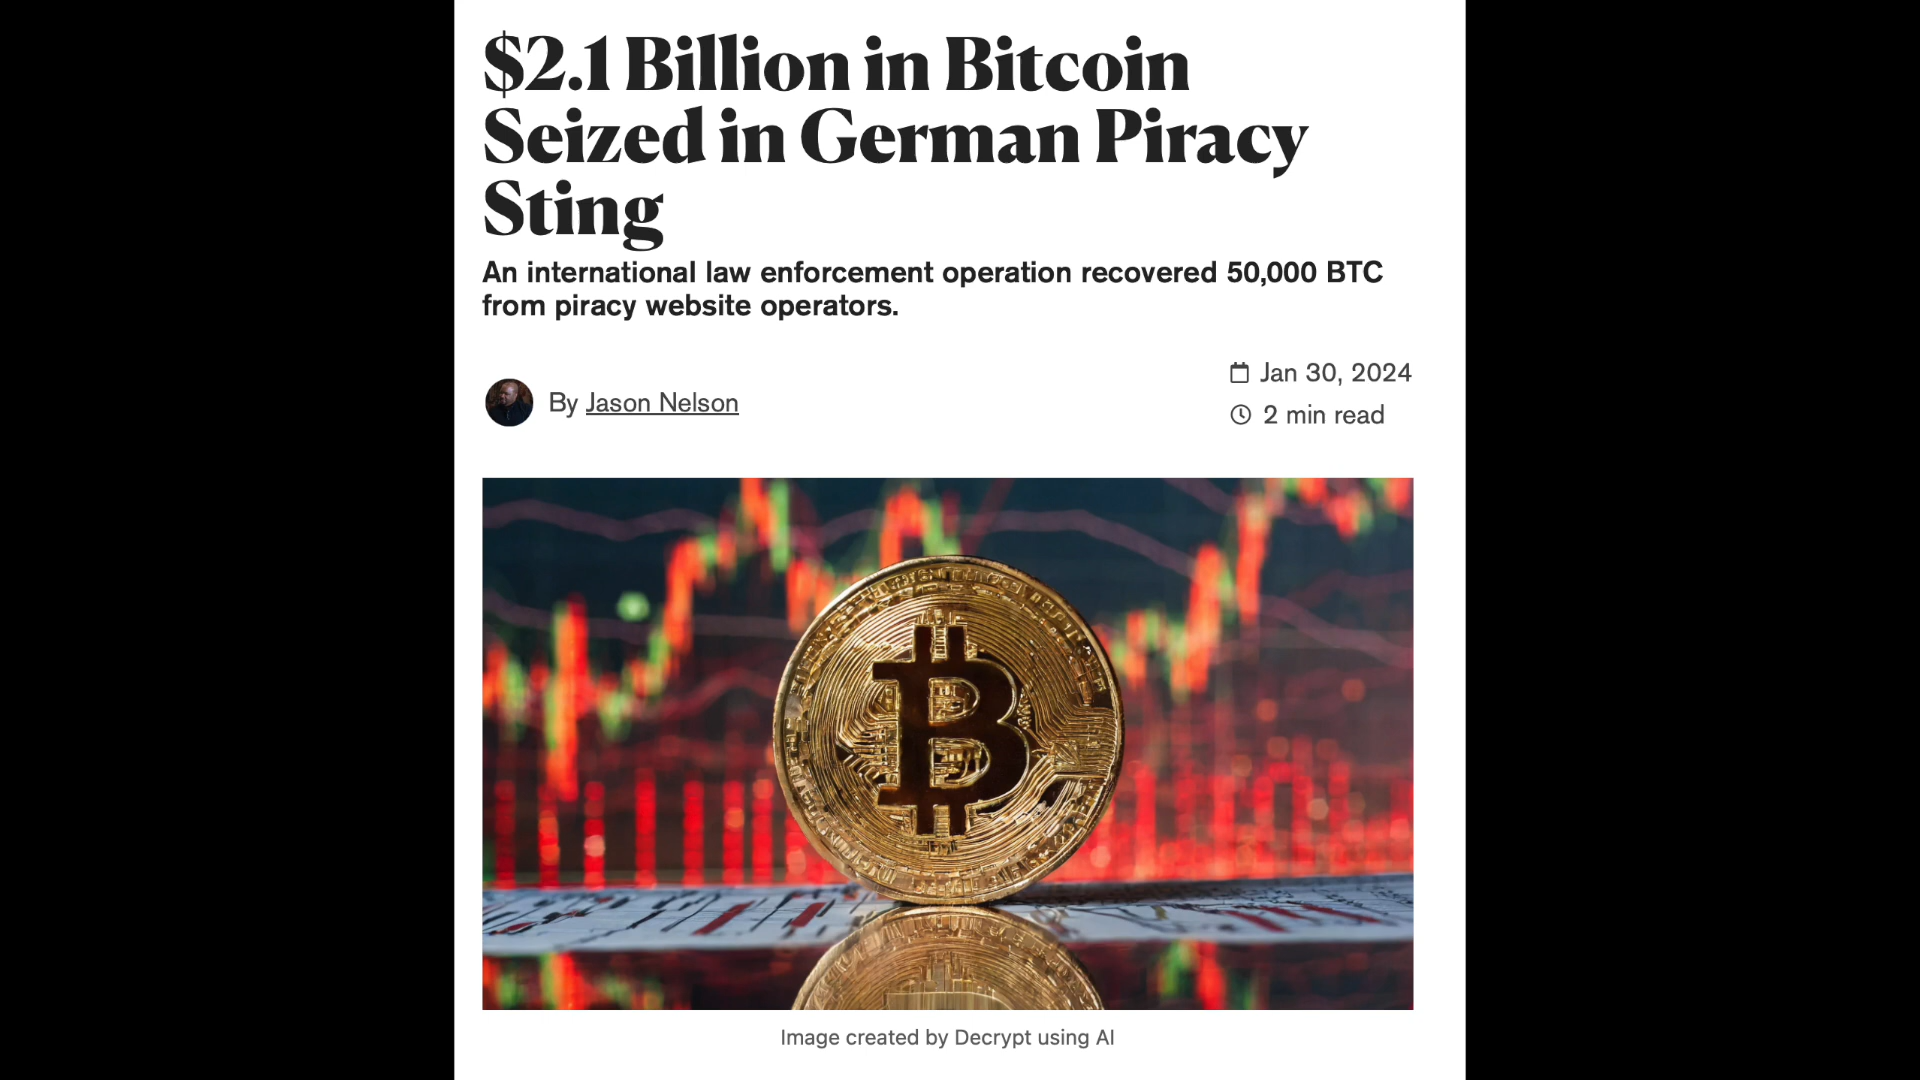 $2.1 Billion in Bitcoin
Seized in German Piracy
Sting
An international law enforcement operation recovered 50,000 BTC
from piracy website operators.
By Jason Nelson
Jan 30, 2024
2 min read
Image created by Decrypt using AI